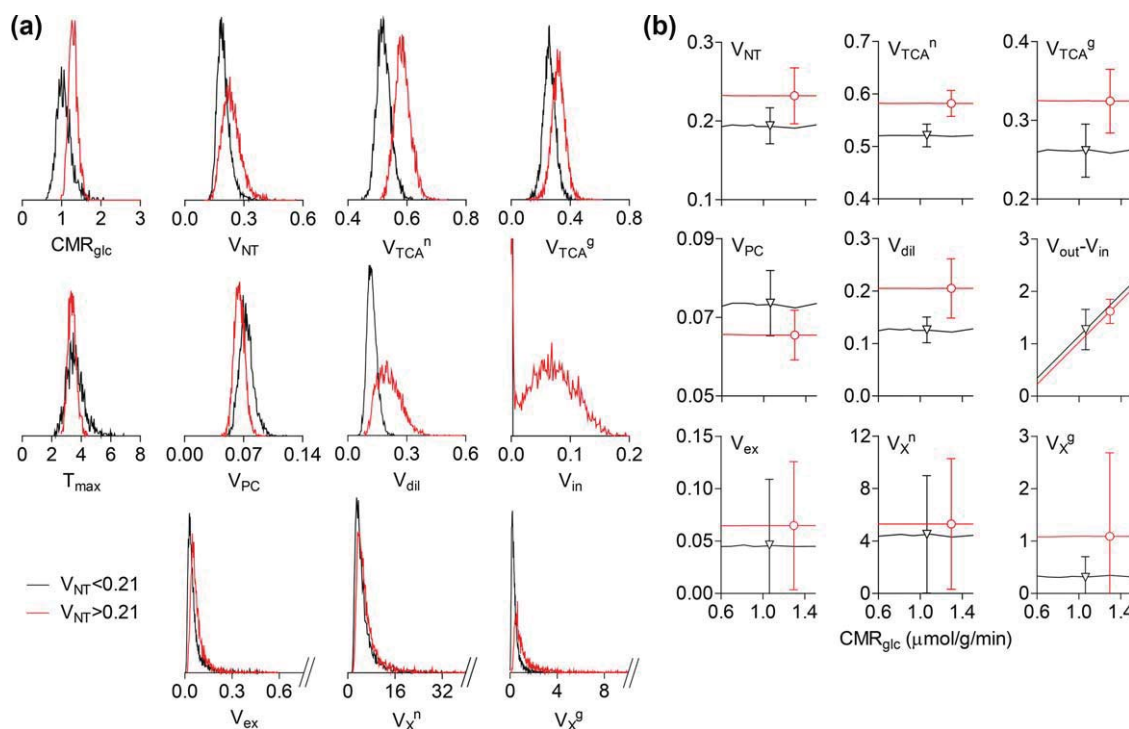 (a)
0 1 2 3
CMRglc
0.0 0.3 0.6
VNT
0.4 0.6 0.8
VTCAⁿ
0.0 0.4 0.8
VTCAᵍ
0 2 4 6 8
Tmax
0.00 0.07 0.14
VPC
0.0 0.3 0.6
Vdil
0.0 0.1 0.2
Vin
VNT<0.21
VNT>0.21
0.0 0.3 0.6
Vex
0 16 32
VXⁿ
0 4 8
VXᵍ
(b)
0.3
0.2
0.1
VNT
0.7
0.6
0.5
0.4
VTCAⁿ
0.4
0.3
0.2
VTCAᵍ
0.09
0.07
0.05
VPC
0.3
0.2
0.1
0.0
Vdil
3
2
1
0
Vout-Vin
0.15
0.10
0.05
0.00
Vex
12
8
4
0
VXⁿ
3
2
1
0
VXᵍ
0.6 1.0 1.4
0.6 1.0 1.4
0.6 1.0 1.4
CMRglc (μmol/g/min)